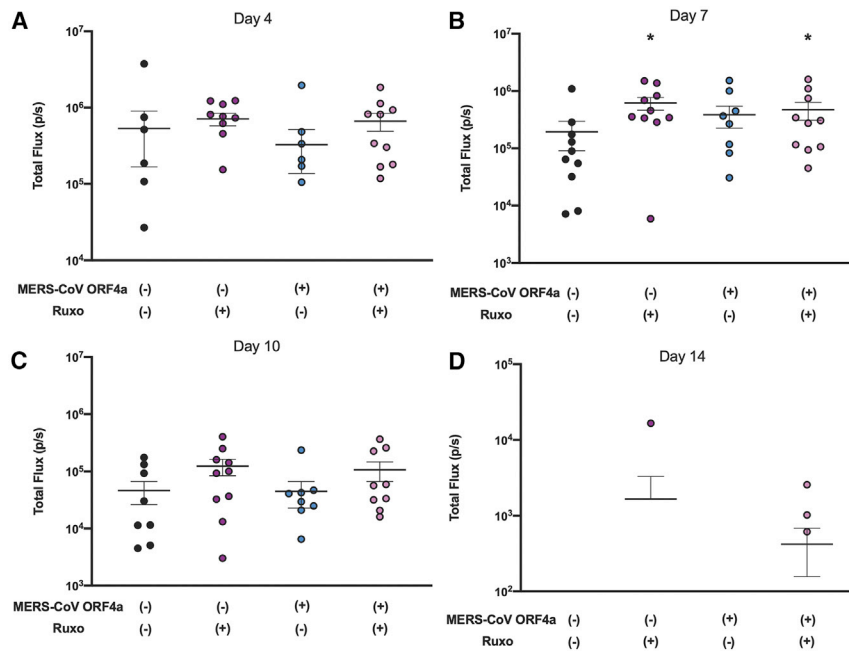 A
Day 4
10^7
10^6
10^5
10^4
Total Flux (p/s)
MERS-CoV ORF4a (-) (-) (+) (+)
Ruxo (-) (+) (-) (+)
B
Day 7
* *
10^7
10^6
10^5
10^4
10^3
Total Flux (p/s)
MERS-CoV ORF4a (-) (-) (+) (+)
Ruxo (-) (+) (-) (+)
C
Day 10
10^7
10^6
10^5
10^4
10^3
Total Flux (p/s)
MERS-CoV ORF4a (-) (-) (+) (+)
Ruxo (-) (+) (-) (+)
D
Day 14
10^5
10^4
10^3
10^2
Total Flux (p/s)
MERS-CoV ORF4a (-) (-) (+) (+)
Ruxo (-) (+) (-) (+)